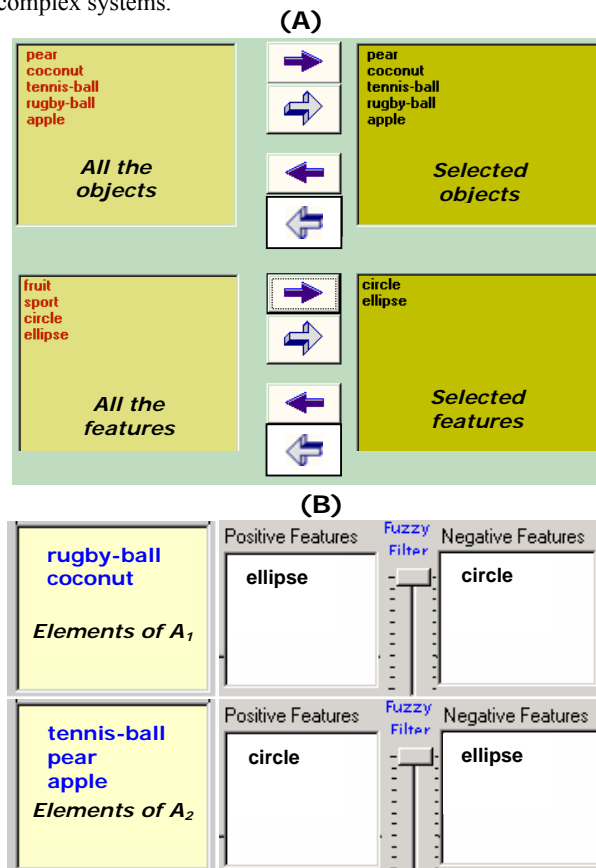 complex systems.
(A)
pear
coconut
tennis-ball
rugby-ball
apple
All the
objects
pear
coconut
tennis-ball
rugby-ball
apple
Selected
objects
fruit
sport
circle
ellipse
All the
features
circle
ellipse
Selected
features
(B)
rugby-ball
coconut
Elements of A1
Positive Features
ellipse
Fuzzy
Filter
Negative Features
circle
tennis-ball
pear
apple
Elements of A2
Positive Features
circle
Fuzzy
Filter
Negative Features
ellipse